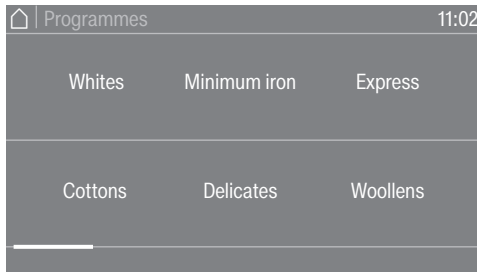 Programmes 11:02
Whites Minimum iron Express
Cottons Delicates Woollens